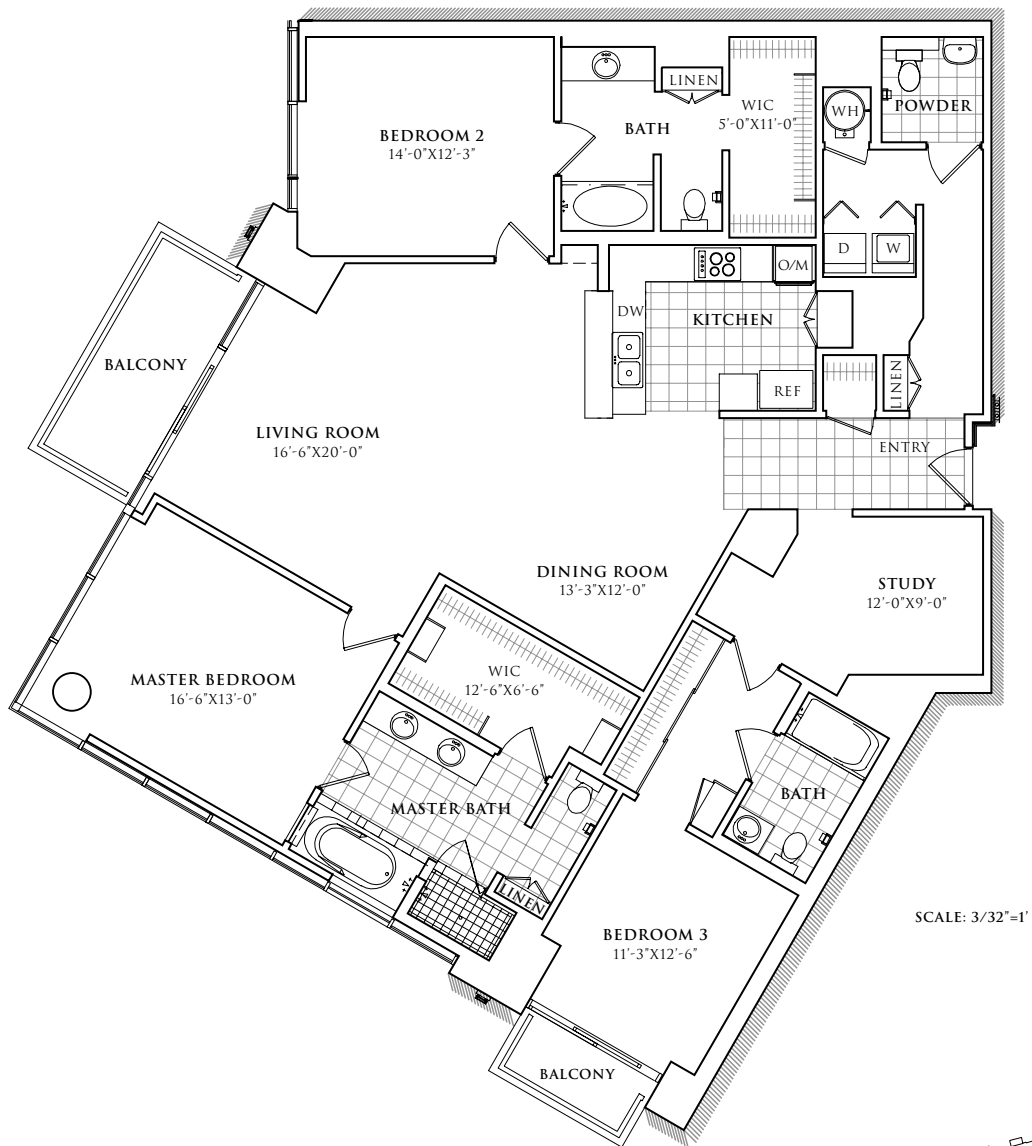 LINEN
WIC
5'-0"X11'-0"
POWDER
WH
BATH
BEDROOM 2
14'-0"X12'-3"
D
W
O/M
DW
KITCHEN
BALCONY
REF
LINEN
LIVING ROOM
16'-6"X20'-0"
ENTRY
DINING ROOM
13'-3"X12'-0"
STUDY
12'-0"X9'-0"
MASTER BEDROOM
16'-6"X13'-0"
WIC
12'-6"X6'-6"
MASTER BATH
BATH
LINEN
SCALE: 3/32"=1'
BEDROOM 3
11'-3"X12'-6"
BALCONY